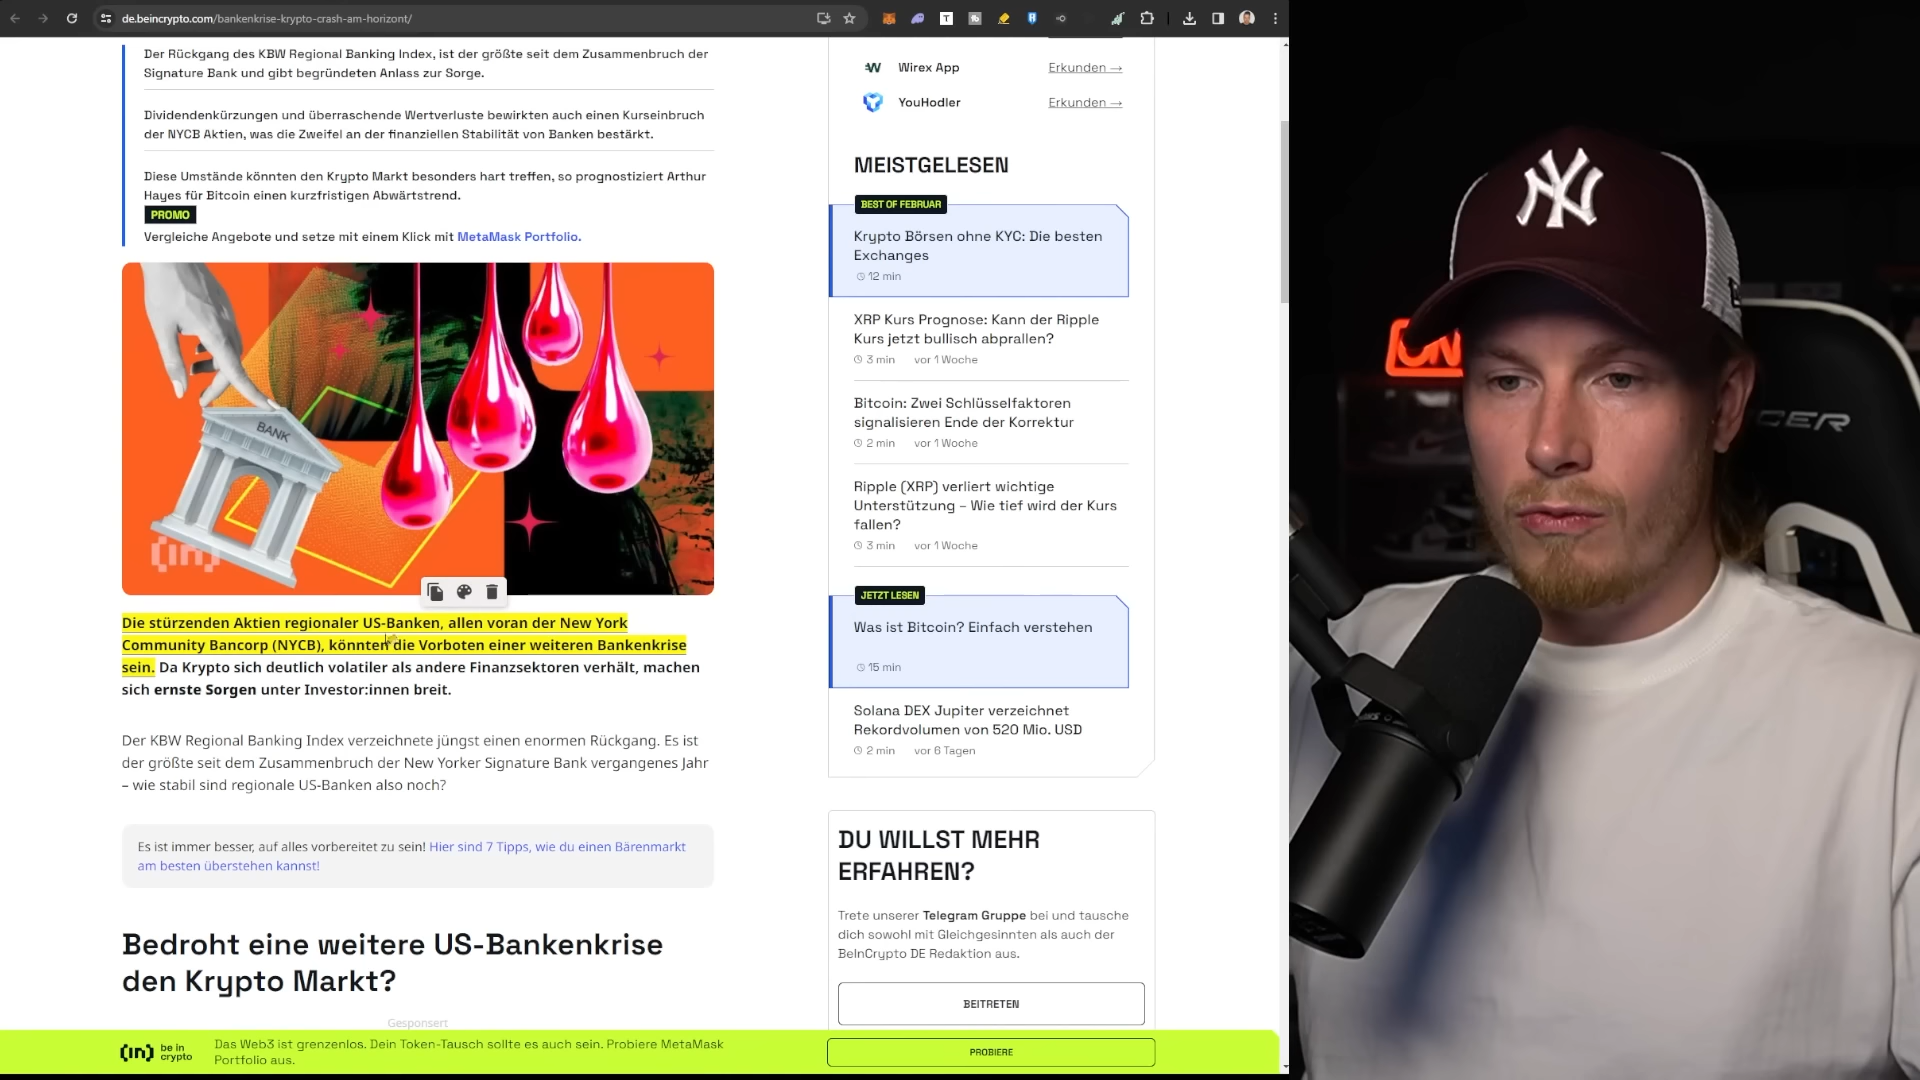 de.beincrypto.com/bankenkrise-krypto-crash-am-horizont/
Der Rückgang des KBW Regional Banking Index, ist der größte seit dem Zusammenbruch der
Signature Bank und gibt begründeten Anlass zur Sorge.
Dividendenkürzungen und überraschende Wertverluste bewirkten auch einen Kurseinbruch
der NYCB Aktien, was die Zweifel an der finanziellen Stabilität von Banken bestärkt.
Diese Umstände könnten den Krypto Markt besonders hart treffen, so prognostiziert Arthur
Hayes für Bitcoin einen kurzfristigen Abwärtstrend.
PROMO
Vergleiche Angebote und setze mit einem Klick mit MetaMask Portfolio.
BANK
(in)
Die stürzenden Aktien regionaler US-Banken, allen voran der New York
Community Bancorp (NYCB), könnten die Vorboten einer weiteren Bankenkrise
sein. Da Krypto sich deutlich volatiler als andere Finanzsektoren verhält, machen
sich ernste Sorgen unter Investor:innen breit.
Der KBW Regional Banking Index verzeichnete jüngst einen enormen Rückgang. Es ist
der größte seit dem Zusammenbruch der New Yorker Signature Bank vergangenes Jahr
– wie stabil sind regionale US-Banken also noch?
Es ist immer besser, auf alles vorbereitet zu sein! Hier sind 7 Tipps, wie du einen Bärenmarkt
am besten überstehen kannst!
Bedroht eine weitere US-Bankenkrise
den Krypto Markt?
Gesponsert
Wirex App
Erkunden →
YouHodler
Erkunden →
MEISTGELESEN
BEST OF FEBRUAR
Krypto Börsen ohne KYC: Die besten
Exchanges
12 min
XRP Kurs Prognose: Kann der Ripple
Kurs jetzt bullisch abprallen?
3 min vor 1 Woche
Bitcoin: Zwei Schlüsselfaktoren
signalisieren Ende der Korrektur
2 min vor 1 Woche
Ripple (XRP) verliert wichtige
Unterstützung – Wie tief wird der Kurs
fallen?
3 min vor 1 Woche
JETZT LESEN
Was ist Bitcoin? Einfach verstehen
15 min
Solana DEX Jupiter verzeichnet
Rekordvolumen von 520 Mio. USD
2 min vor 6 Tagen
DU WILLST MEHR
ERFAHREN?
Trete unserer Telegram Gruppe bei und tausche
dich sowohl mit Gleichgesinnten als auch der
BeInCrypto DE Redaktion aus.
BEITRETEN
(in) be in
crypto
Das Web3 ist grenzenlos. Dein Token-Tausch sollte es auch sein. Probiere MetaMask
Portfolio aus.
PROBIERE
NY
ON
CER